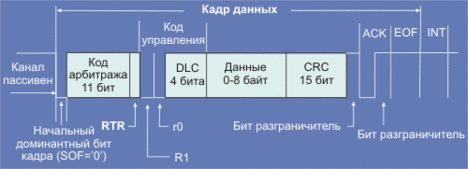 Кадр данных
Код
управления
ACK
EOF
INT
Канал
пассивен
Код
арбитража
11 бит
DLC
4 бита
Данные
0-8 байт
CRC
15 бит
Начальный
доминантный бит
кадра (SOF='0')
RTR
r0
R1
Бит разграничитель
Бит разграничитель